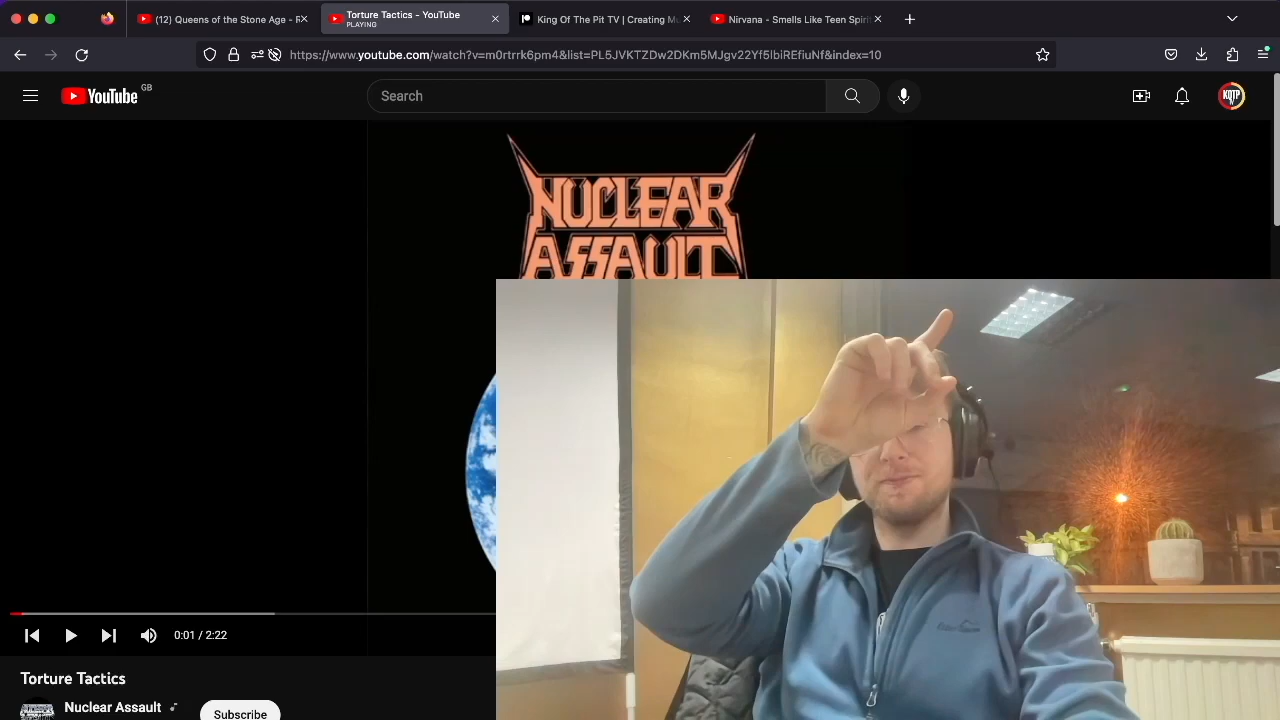 (12) Queens of the Stone Age - R
Torture Tactics - YouTube
PLAYING
King Of The Pit TV | Creating Mu
Nirvana - Smells Like Teen Spiri
https://www.youtube.com/watch?v=m0rtrrk6pm4&list=PL5JVKTZDw2DKm5MJgv22Yf5lbiREfiuNf&index=10
YouTube GB
Search
KOTP
NUCLEAR
ASSAULT
0:01 / 2:22
Torture Tactics
Nuclear Assault
Subscribe